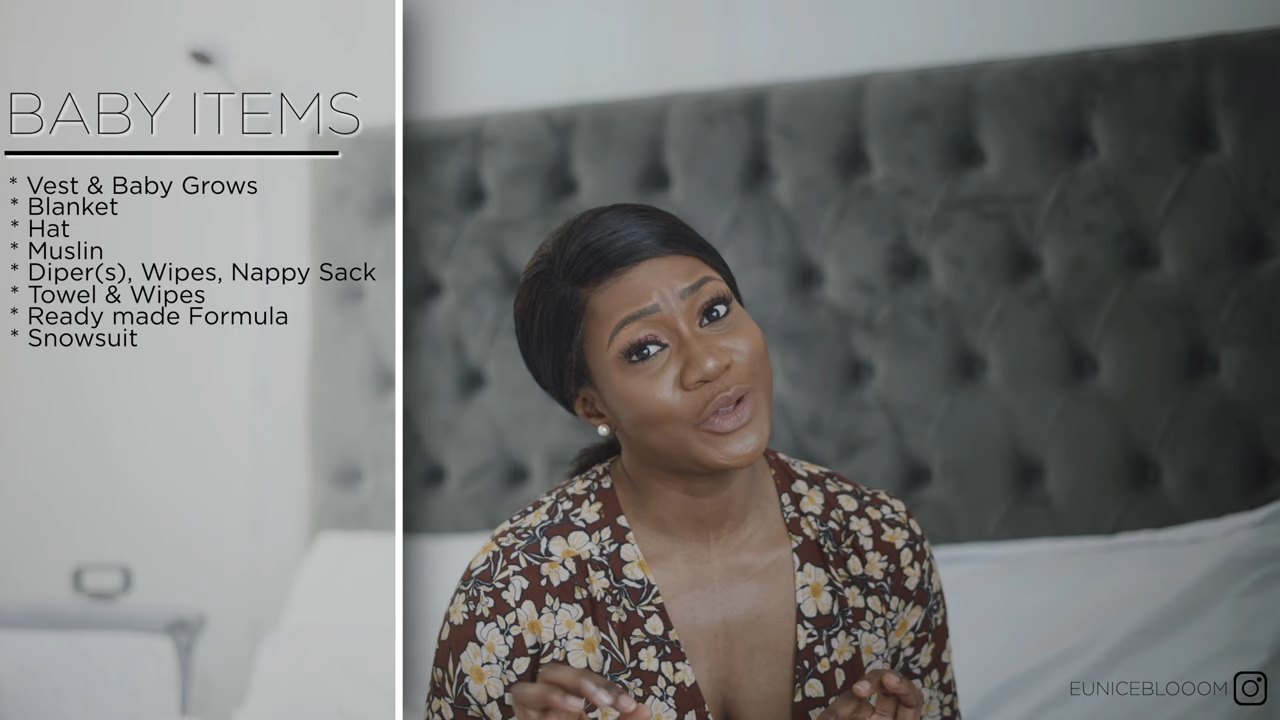 BABY ITEMS
* Vest & Baby Grows
* Blanket
* Hat
* Muslin
* Diper(s), Wipes, Nappy Sack
* Towel & Wipes
* Ready made Formula
* Snowsuit
EUNICEBLOOOM